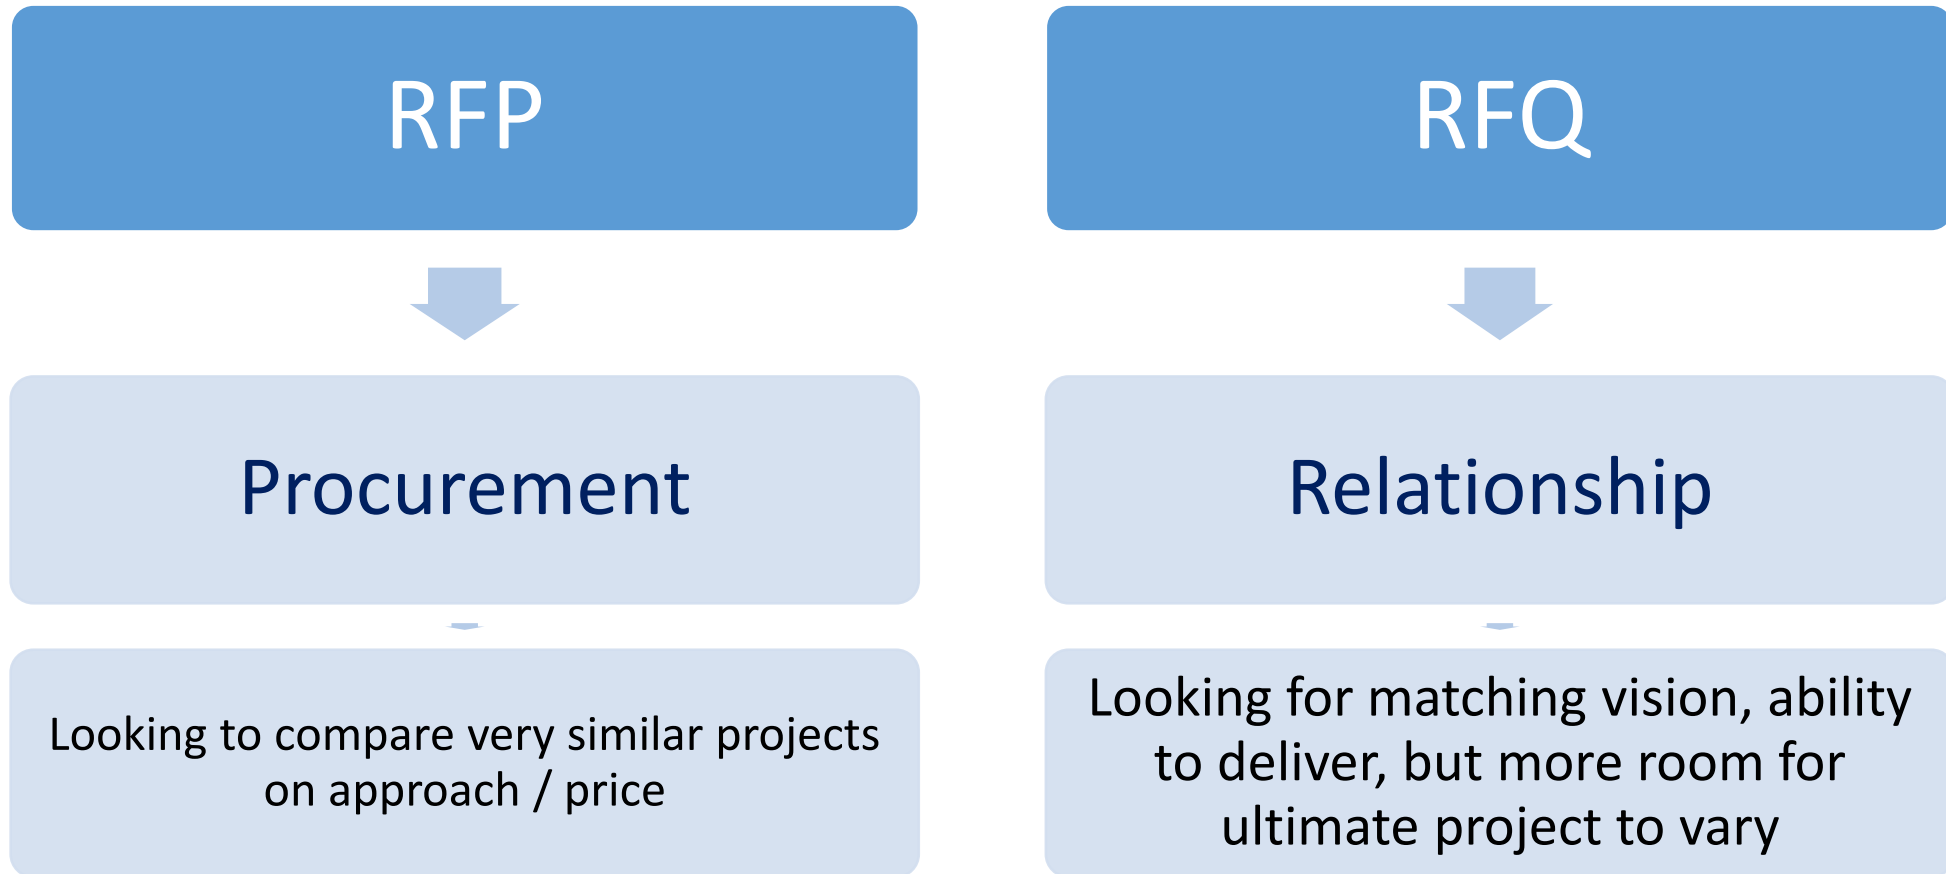 RFP
Procurement
Looking to compare very similar projects
on approach / price
RFQ
Relationship
Looking for matching vision, ability
to deliver, but more room for
ultimate project to vary